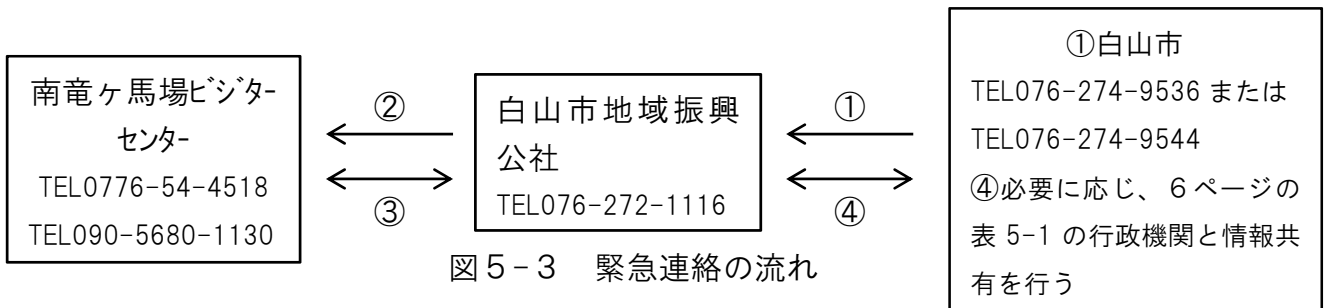 南竜ヶ馬場ﾋﾞｼﾞﾀｰ
ｾﾝﾀｰ
TEL0776-54-4518
TEL090-5680-1130
②
③
白山市地域振興
公社
TEL076-272-1116
①
④
①白山市
TEL076-274-9536 または
TEL076-274-9544
④必要に応じ、６ページの
表 5-1 の行政機関と情報共
有を行う
図５-３　緊急連絡の流れ